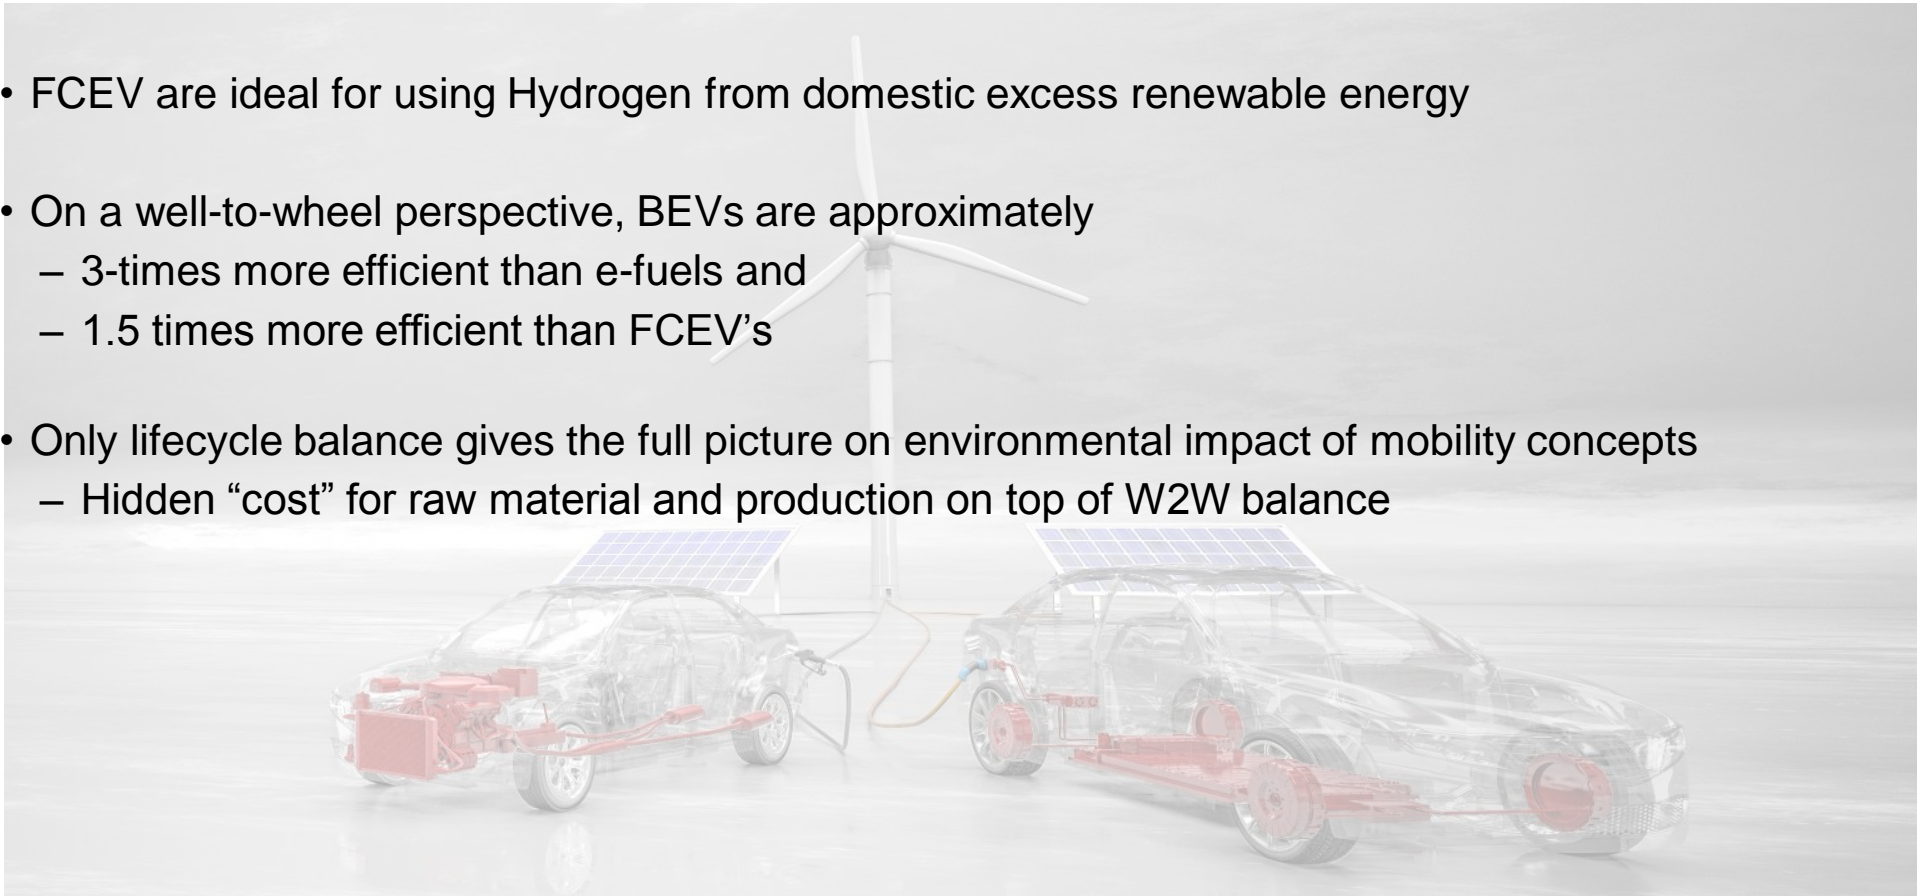 • FCEV are ideal for using Hydrogen from domestic excess renewable energy
• On a well-to-wheel perspective, BEVs are approximately
– 3-times more efficient than e-fuels and
– 1.5 times more efficient than FCEV’s
• Only lifecycle balance gives the full picture on environmental impact of mobility concepts
– Hidden “cost” for raw material and production on top of W2W balance